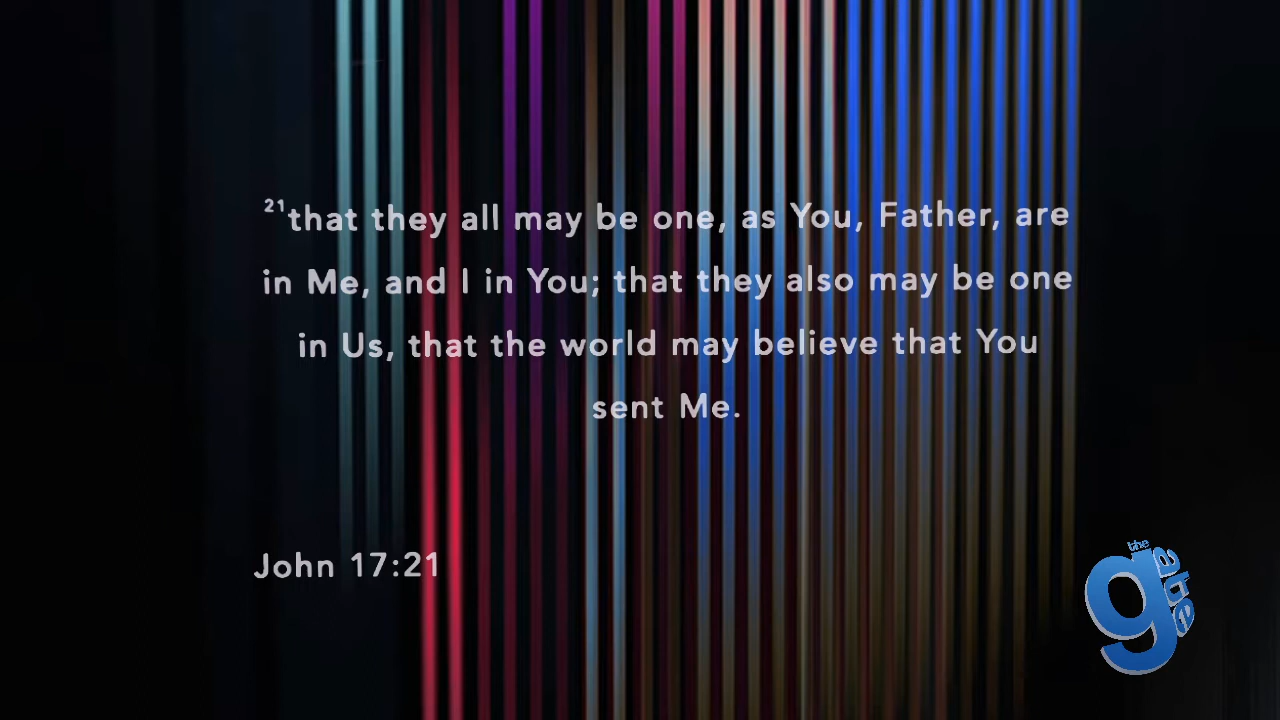 ²¹that they all may be one, as You, Father, are
in Me, and I in You; that they also may be one
in Us, that the world may believe that You
sent Me.
John 17:21
the
gate